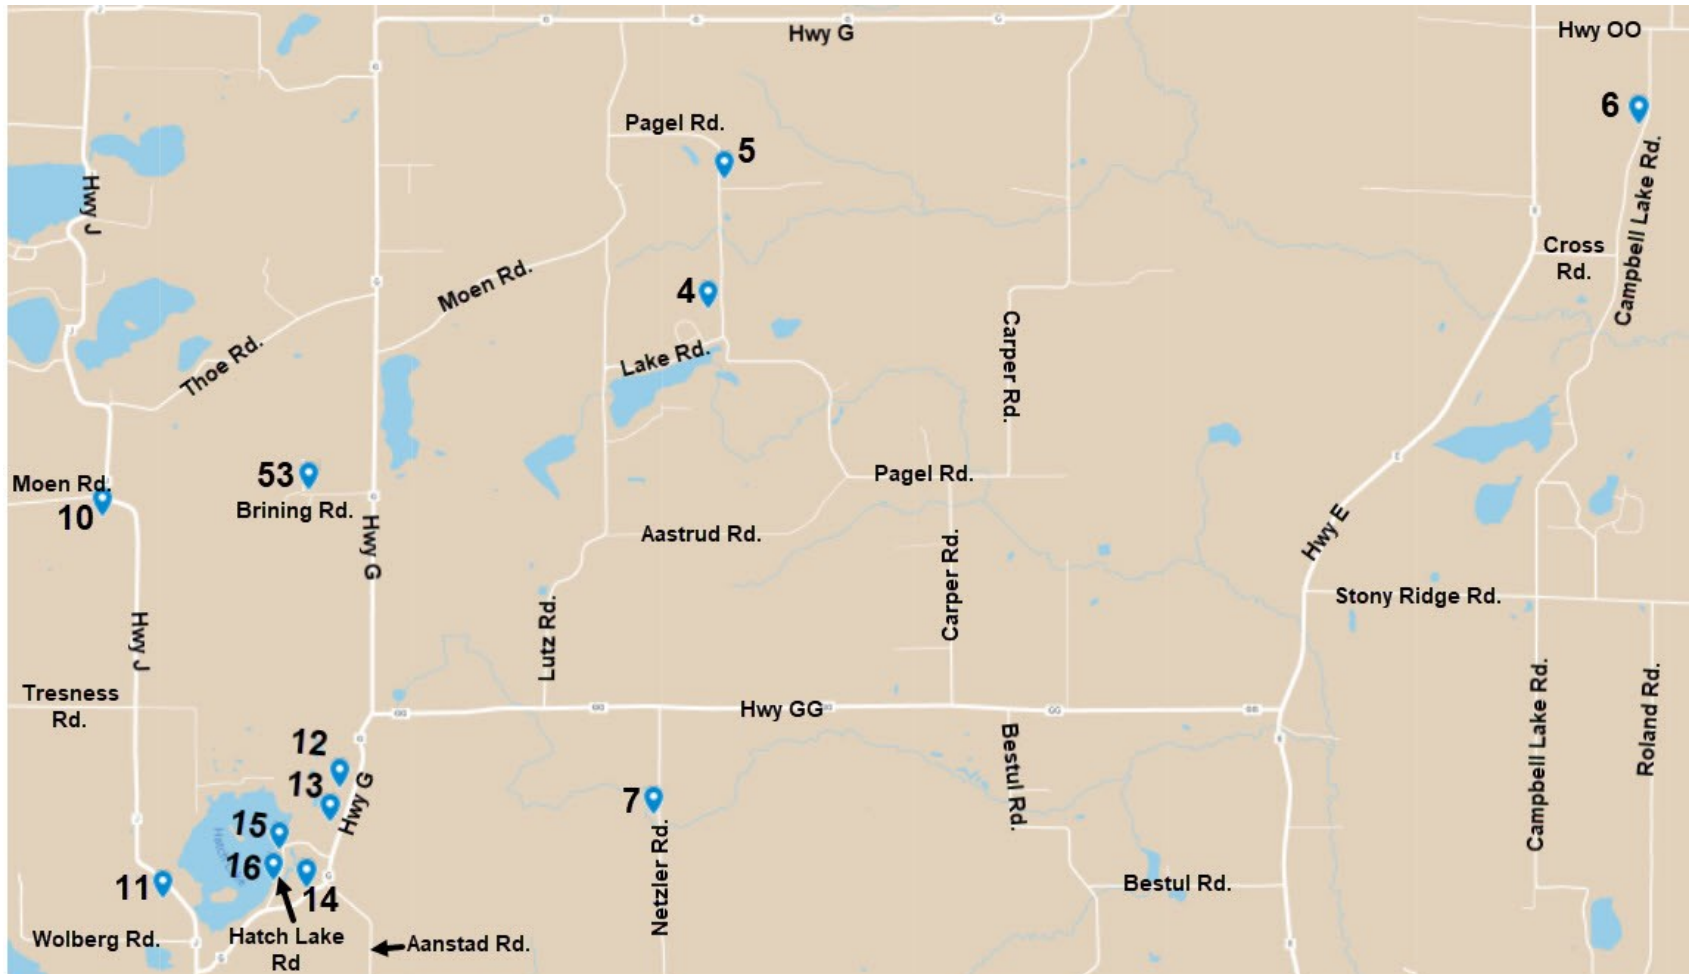 Hwy G
Hwy OO
6
Pagel Rd.
5
Hwy J
Campbell Lake Rd.
Cross
Rd.
Moen Rd.
4
Carper Rd.
Lake Rd.
Thoe Rd.
53
Moen Rd.
10
Brining Rd.
Pagel Rd.
Hwy G
Aastrud Rd.
Hwy E
Carper Rd.
Stony Ridge Rd.
Lutz Rd.
Hwy J
Tresness
Rd.
Hwy GG
Campbell Lake Rd.
Roland Rd.
Bestul Rd.
12
13
Hwy G
7
Netzler Rd.
15
16
14
11
Bestul Rd.
Wolberg Rd.
Hatch Lake
Rd
Aanstad Rd.